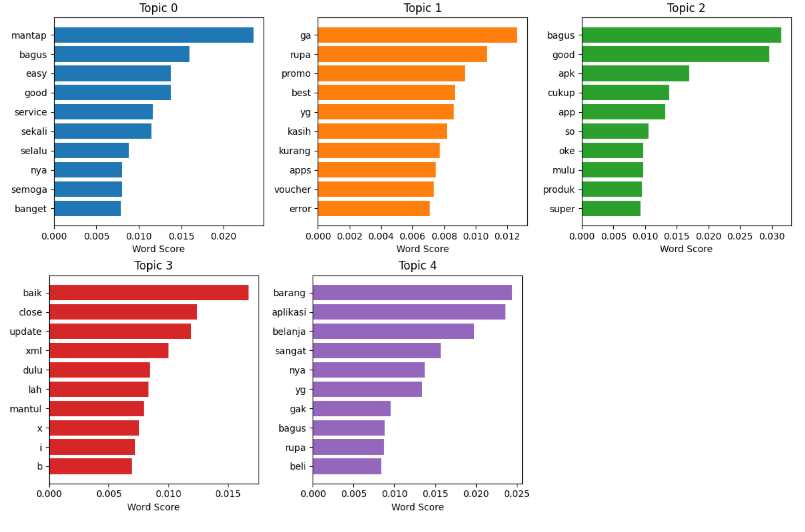 Topic 0
mantap
bagus
easy
good
service
sekali
selalu
nya
semoga
banget
0.000 0.005 0.010 0.015 0.020
Word Score
Topic 1
ga
rupa
promo
best
yg
kasih
kurang
apps
voucher
error
0.000 0.002 0.004 0.006 0.008 0.010 0.012
Word Score
Topic 2
bagus
good
apk
cukup
app
so
oke
mulu
produk
super
0.000 0.005 0.010 0.015 0.020 0.025 0.030
Word Score
Topic 3
baik
close
update
xml
dulu
lah
mantul
x
i
b
0.000 0.005 0.010 0.015
Word Score
Topic 4
barang
aplikasi
belanja
sangat
nya
yg
gak
bagus
rupa
beli
0.000 0.005 0.010 0.015 0.020 0.025
Word Score